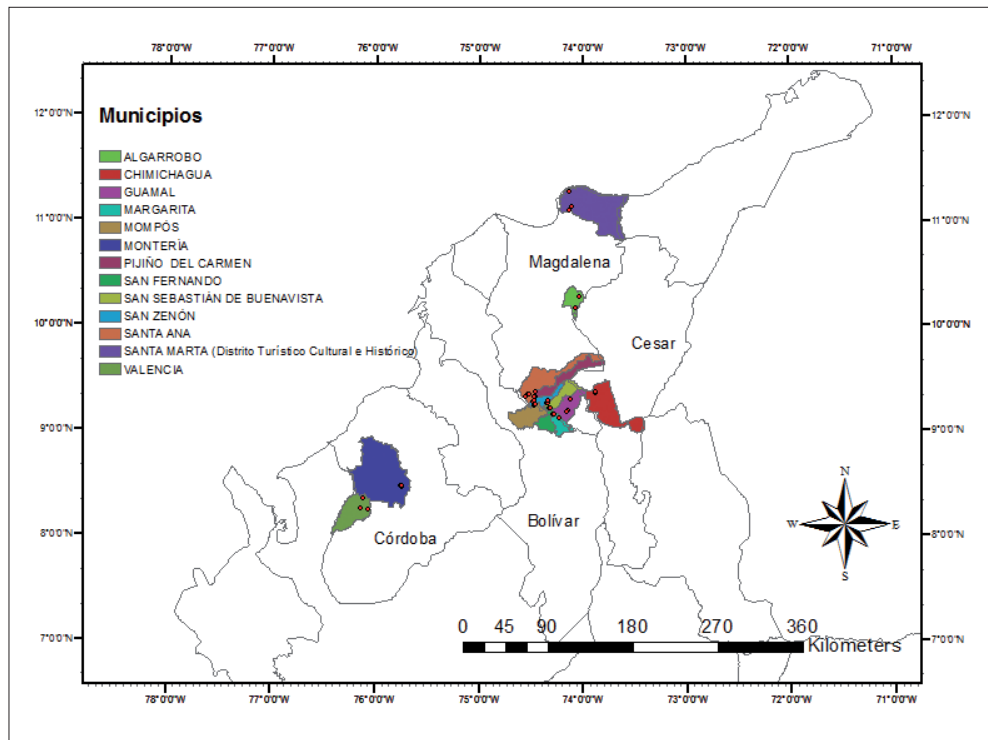 78°0'0"W 77°0'0"W 76°0'0"W 75°0'0"W 74°0'0"W 73°0'0"W 72°0'0"W 71°0'0"W
12°0'0"N 12°0'0"N
Municipios
ALGARROBO
CHIMICHAGUA
GUAMAL
MARGARITA
MOMPÓS
MONTERÍA
PIJIÑO DEL CARMEN
SAN FERNANDO
SAN SEBASTIÁN DE BUENAVISTA
SAN ZENÓN
SANTA ANA
SANTA MARTA (Distrito Turístico Cultural e Histórico)
VALENCIA
11°0'0"N 11°0'0"N
Magdalena
10°0'0"N 10°0'0"N
Cesar
9°0'0"N 9°0'0"N
N
W E
S
Bolívar
Córdoba
8°0'0"N 8°0'0"N
0 45 90 180 270 360
Kilometers
7°0'0"N 7°0'0"N
78°0'0"W 77°0'0"W 76°0'0"W 75°0'0"W 74°0'0"W 73°0'0"W 72°0'0"W 71°0'0"W